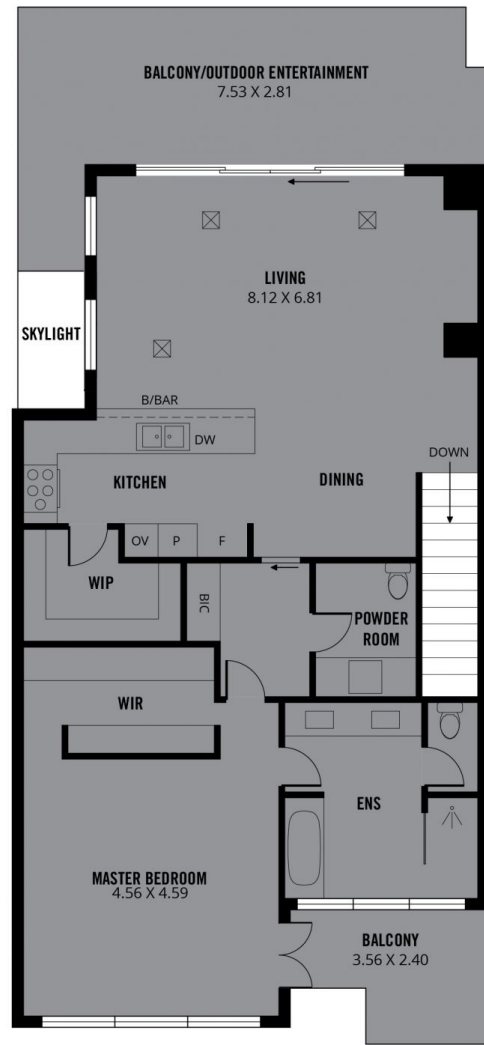 BALCONY/OUTDOOR ENTERTAINMENT
7.53 X 2.81
LIVING
8.12 X 6.81
SKYLIGHT
B/BAR
DW
KITCHEN
DINING
DOWN
OV
P
F
WIP
BIC
POWDER
ROOM
WIR
ENS
MASTER BEDROOM
4.56 X 4.59
BALCONY
3.56 X 2.40